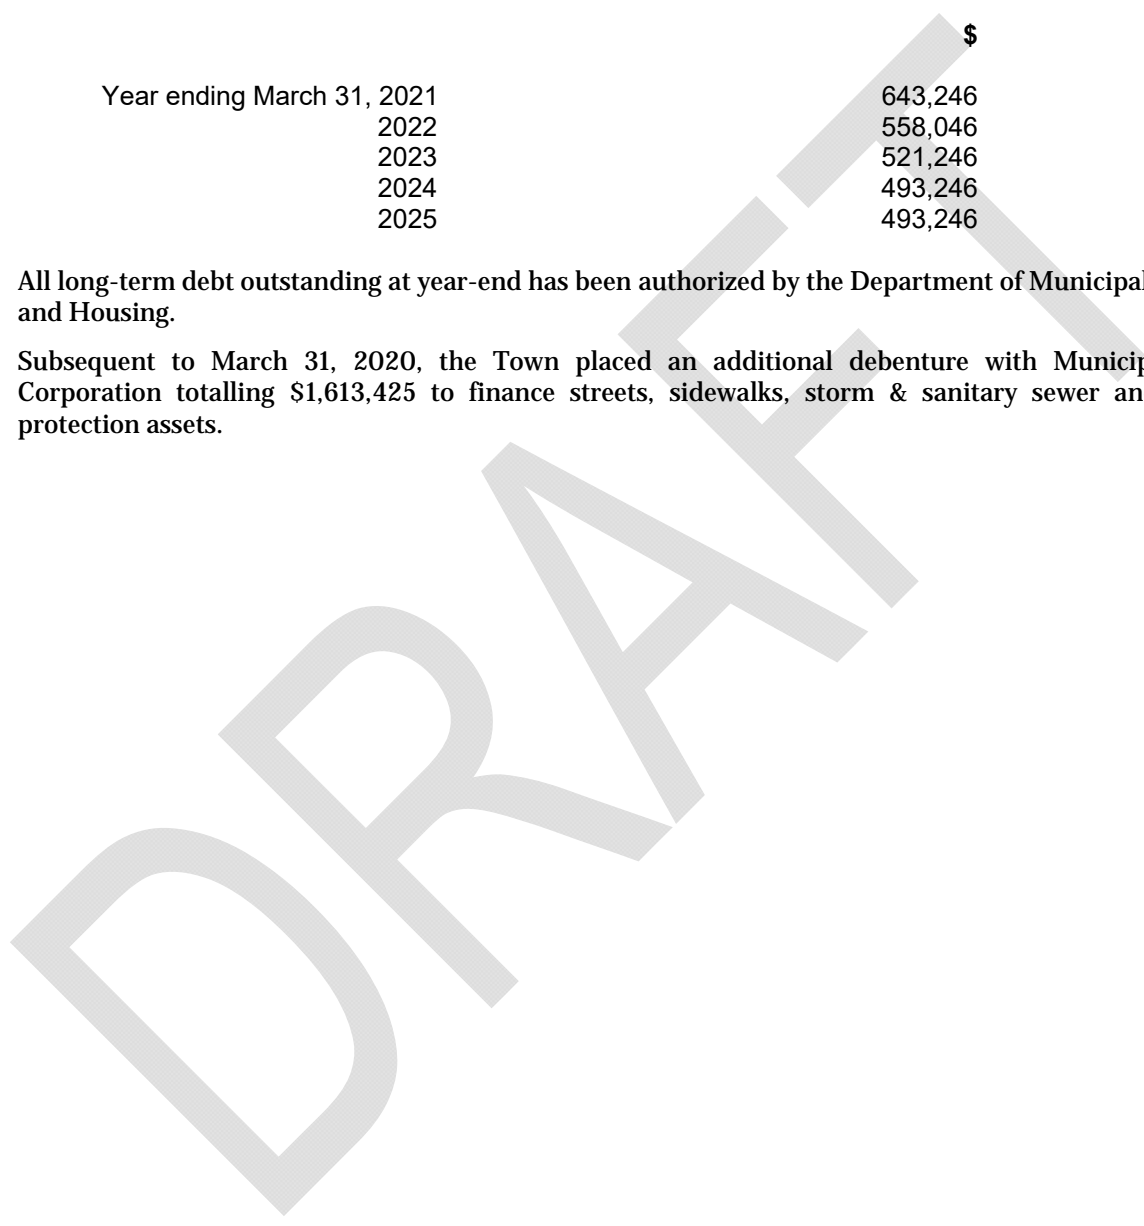 $
Year ending March 31, 2021 643,246
2022 558,046
2023 521,246
2024 493,246
2025 493,246
All long-term debt outstanding at year-end has been authorized by the Department of Municipal
and Housing.
Subsequent to March 31, 2020, the Town placed an additional debenture with Municip
Corporation totalling $1,613,425 to finance streets, sidewalks, storm & sanitary sewer an
protection assets.
DRAFT